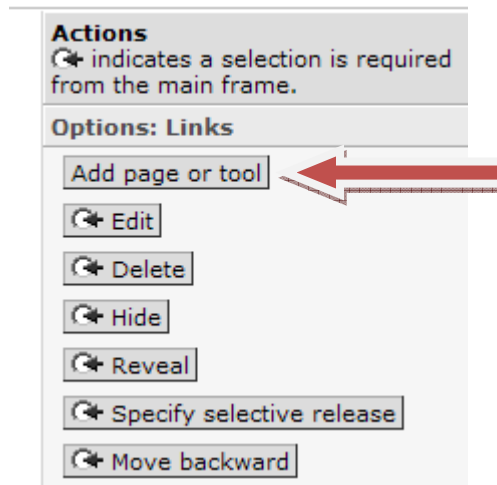 Actions
indicates a selection is required
from the main frame.
Options: Links
Add page or tool
Edit
Delete
Hide
Reveal
Specify selective release
Move backward